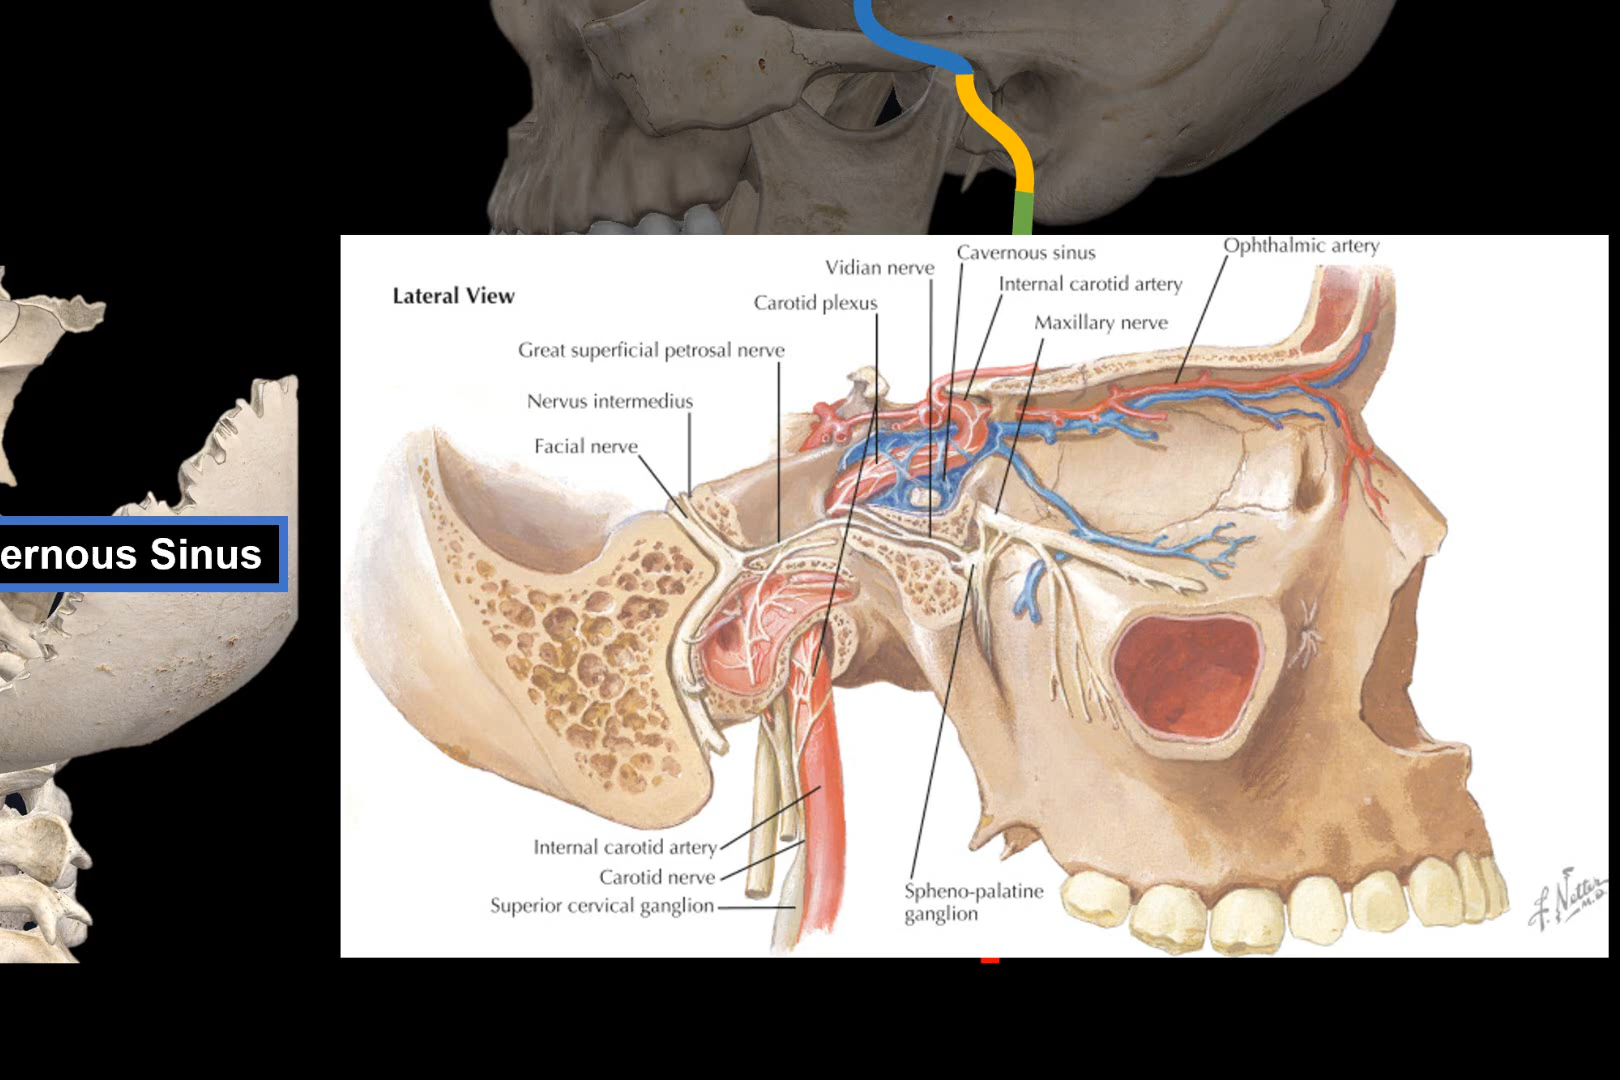 Lateral View
Vidian nerve
Cavernous sinus
Ophthalmic artery
Carotid plexus
Internal carotid artery
Maxillary nerve
Great superficial petrosal nerve
Nervus intermedius
Facial nerve
ernous Sinus
Internal carotid artery
Carotid nerve
Superior cervical ganglion
Spheno-palatine
ganglion
F. Netter
M.D.